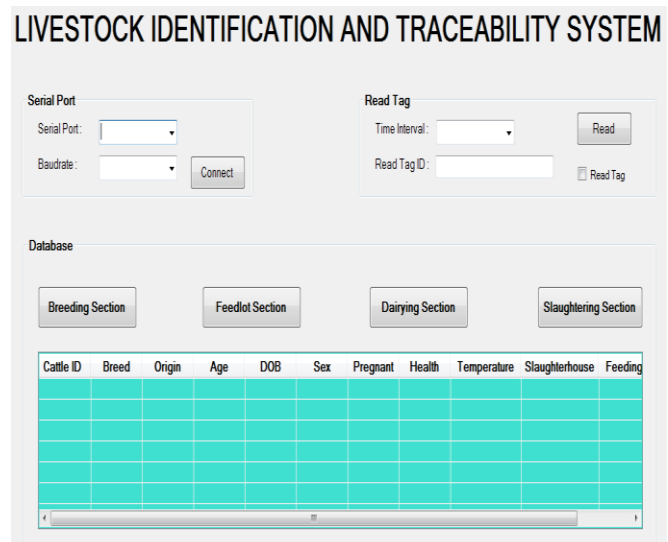 LIVESTOCK IDENTIFICATION AND TRACEABILITY SYSTEM
Serial Port
Serial Port :
Baudrate :
Connect
Read Tag
Time Interval :
Read
Read Tag ID :
Read Tag
Database
Breeding Section Feedlot Section Dairying Section Slaughtering Section
Cattle ID Breed Origin Age DOB Sex Pregnant Health Temperature Slaughterhouse Feeding